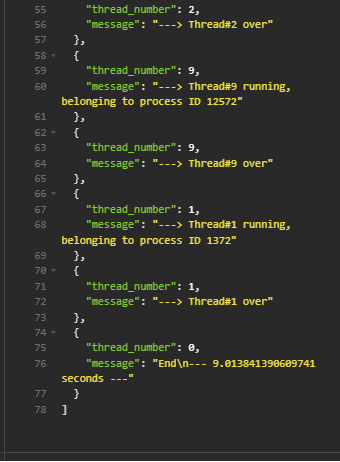 55 "thread_number": 2,
56 "message": "---> Thread#2 over"
57 },
58 {
59 "thread_number": 9,
60 "message": "---> Thread#9 running,
belonging to process ID 12572"
61 },
62 {
63 "thread_number": 9,
64 "message": "---> Thread#9 over"
65 },
66 {
67 "thread_number": 1,
68 "message": "---> Thread#1 running,
belonging to process ID 1372"
69 },
70 {
71 "thread_number": 1,
72 "message": "---> Thread#1 over"
73 },
74 {
75 "thread_number": 0,
76 "message": "End\n--- 9.013841390609741
seconds ---"
77 }
78 ]